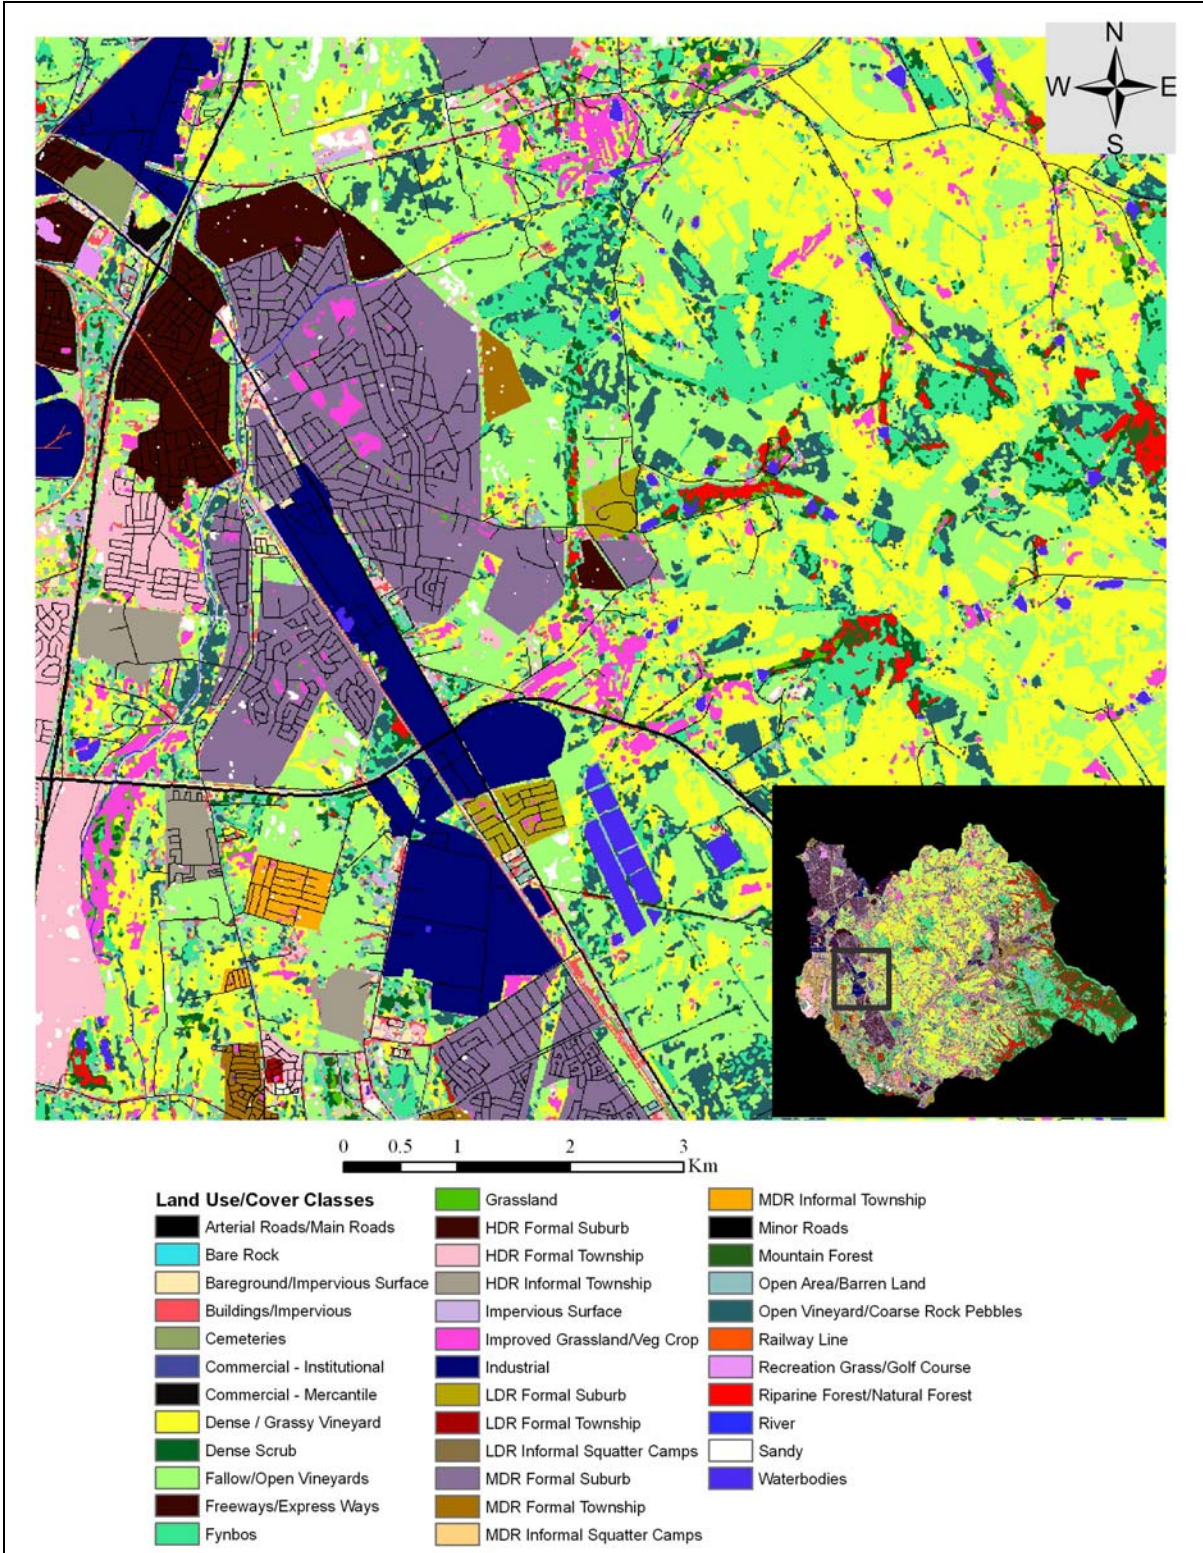 N
W E
S
0 0.5 1 2 3
Km
Land Use/Cover Classes
Arterial Roads/Main Roads
Bare Rock
Bareground/Impervious Surface
Buildings/Impervious
Cemeteries
Commercial - Institutional
Commercial - Mercantile
Dense / Grassy Vineyard
Dense Scrub
Fallow/Open Vineyards
Freeways/Express Ways
Fynbos
Grassland
HDR Formal Suburb
HDR Formal Township
HDR Informal Township
Impervious Surface
Improved Grassland/Veg Crop
Industrial
LDR Formal Suburb
LDR Formal Township
LDR Informal Squatter Camps
MDR Formal Suburb
MDR Formal Township
MDR Informal Squatter Camps
MDR Informal Township
Minor Roads
Mountain Forest
Open Area/Barren Land
Open Vineyard/Coarse Rock Pebbles
Railway Line
Recreation Grass/Golf Course
Riparine Forest/Natural Forest
River
Sandy
Waterbodies